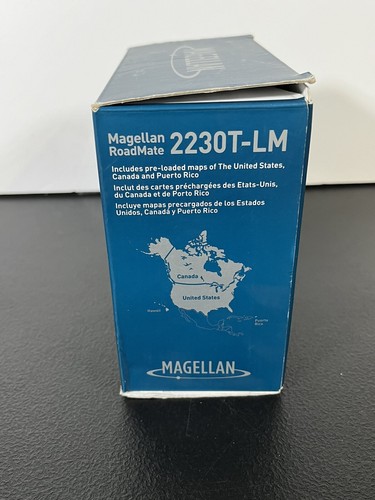 MAGELLAN
Magellan
RoadMate 2230T-LM
Includes pre-loaded maps of The United States,
Canada and Puerto Rico
Inclut des cartes préchargées des Etats-Unis,
du Canada et de Porto Rico
Incluye mapas precargados de los Estados
Unidos, Canadá y Puerto Rico
Canada
United States
Hawaii
Puerto
Rico
MAGELLAN